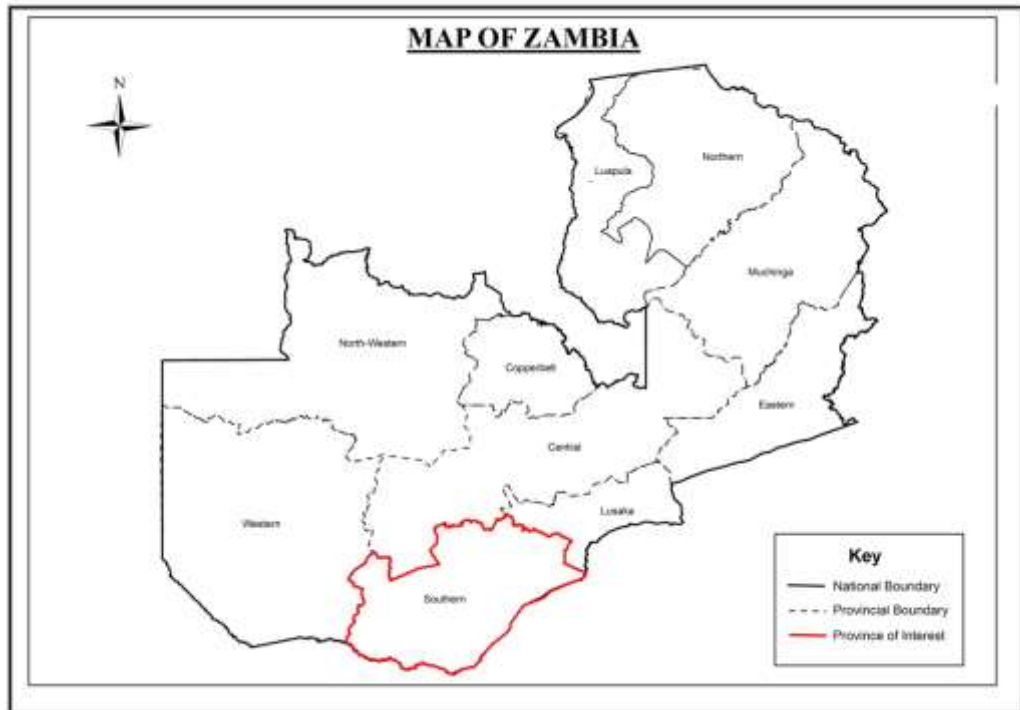 MAP OF ZAMBIA
N
Northern
Luapula
Muchinga
North-Western
Copperbelt
Eastern
Central
Western
Lusaka
Southern
Key
National Boundary
Provincial Boundary
Province of Interest